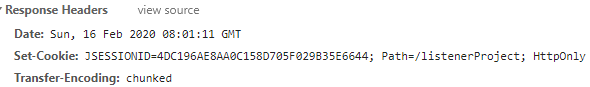 ▾ Response Headers view source
Date: Sun, 16 Feb 2020 08:01:11 GMT
Set-Cookie: JSESSIONID=4DC196AE8AA0C158D705F029B35E6644; Path=/listenerProject; HttpOnly
Transfer-Encoding: chunked